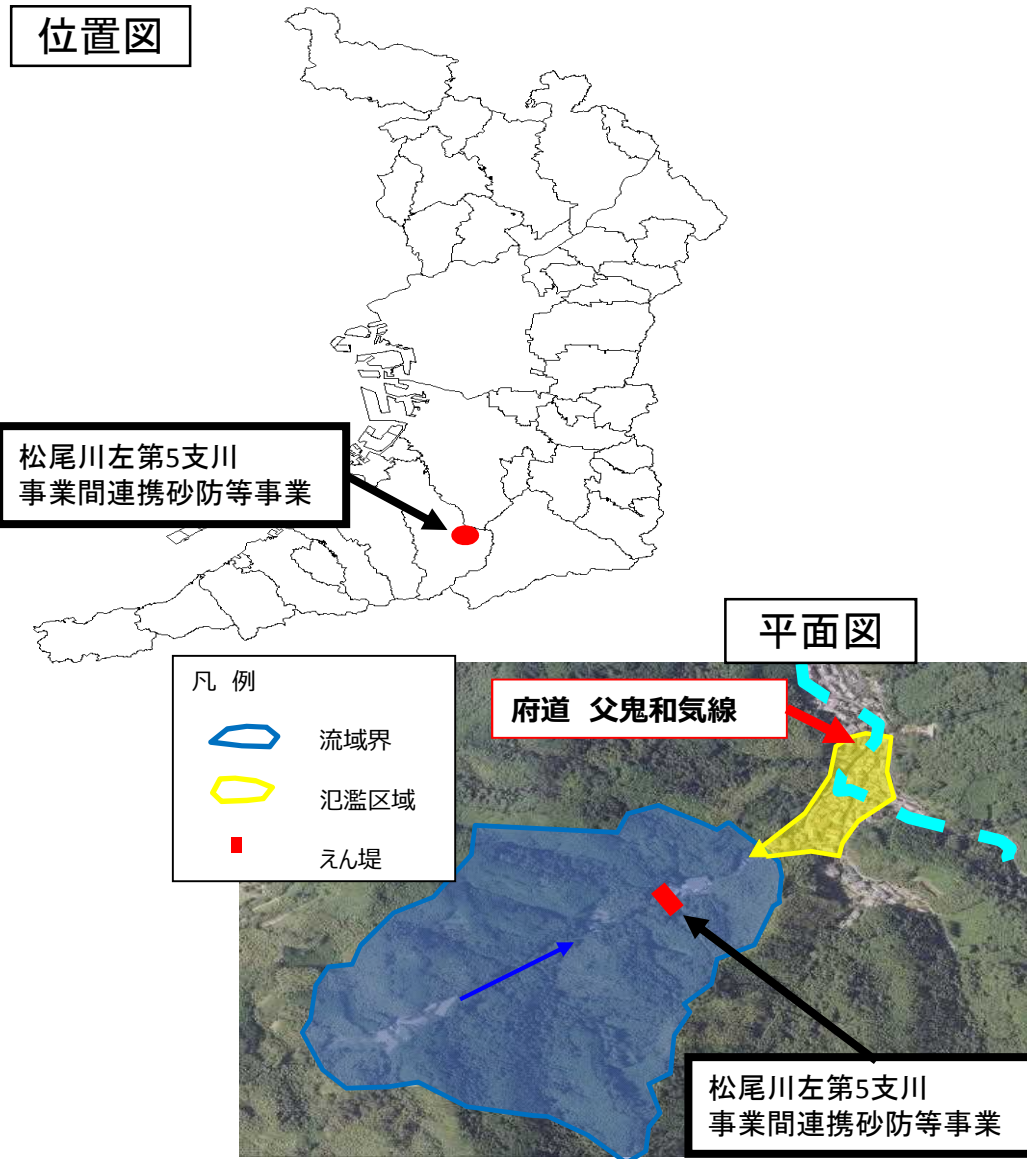 位置図
松尾川左第5支川
事業間連携砂防等事業
平面図
凡 例
流域界
氾濫区域
えん堤
府道 父鬼和気線
松尾川左第5支川
事業間連携砂防等事業